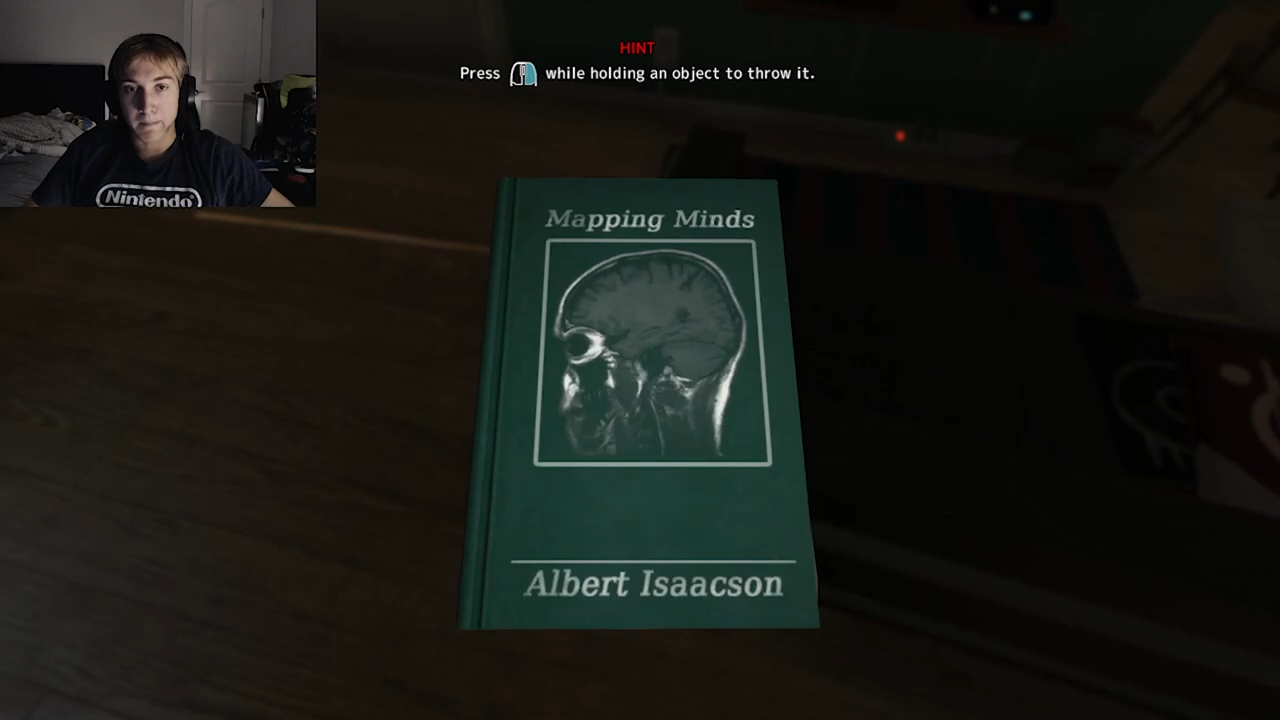 HINT
Press while holding an object to throw it.
Nintendo
Mapping Minds
Albert Isaacson